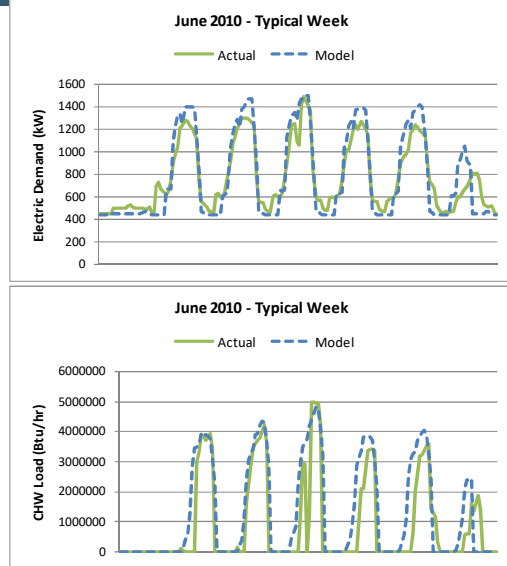 June 2010 - Typical Week
Actual Model
Electric Demand (kW)
1600
1400
1200
1000
800
600
400
200
0
June 2010 - Typical Week
Actual Model
CHW Load (Btu/hr)
6000000
5000000
4000000
3000000
2000000
1000000
0